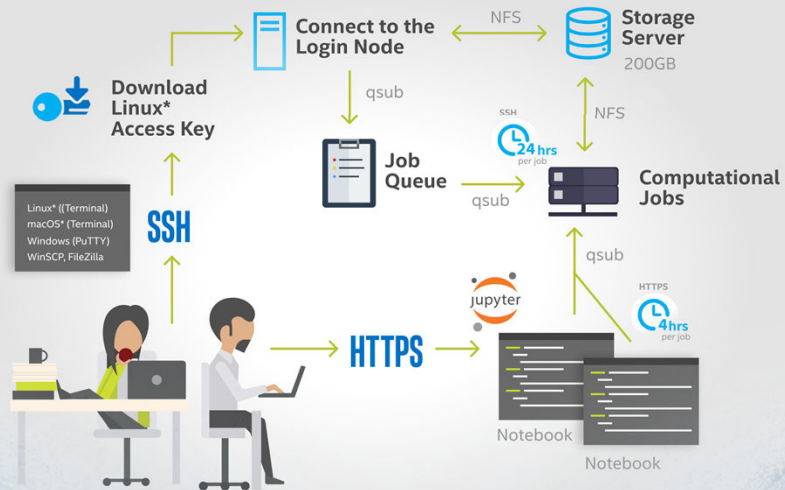 Connect to the
Login Node
NFS
Storage
Server
200GB
Download
Linux*
Access Key
qsub
NFS
SSH
24 hrs
per job
Job
Queue
qsub
Computational
Jobs
Linux* ((Terminal)
macOS* (Terminal)
Windows (PuTTY)
WinSCP, FileZilla
SSH
qsub
jupyter
HTTPS
4hrs
per job
HTTPS
Notebook
Notebook